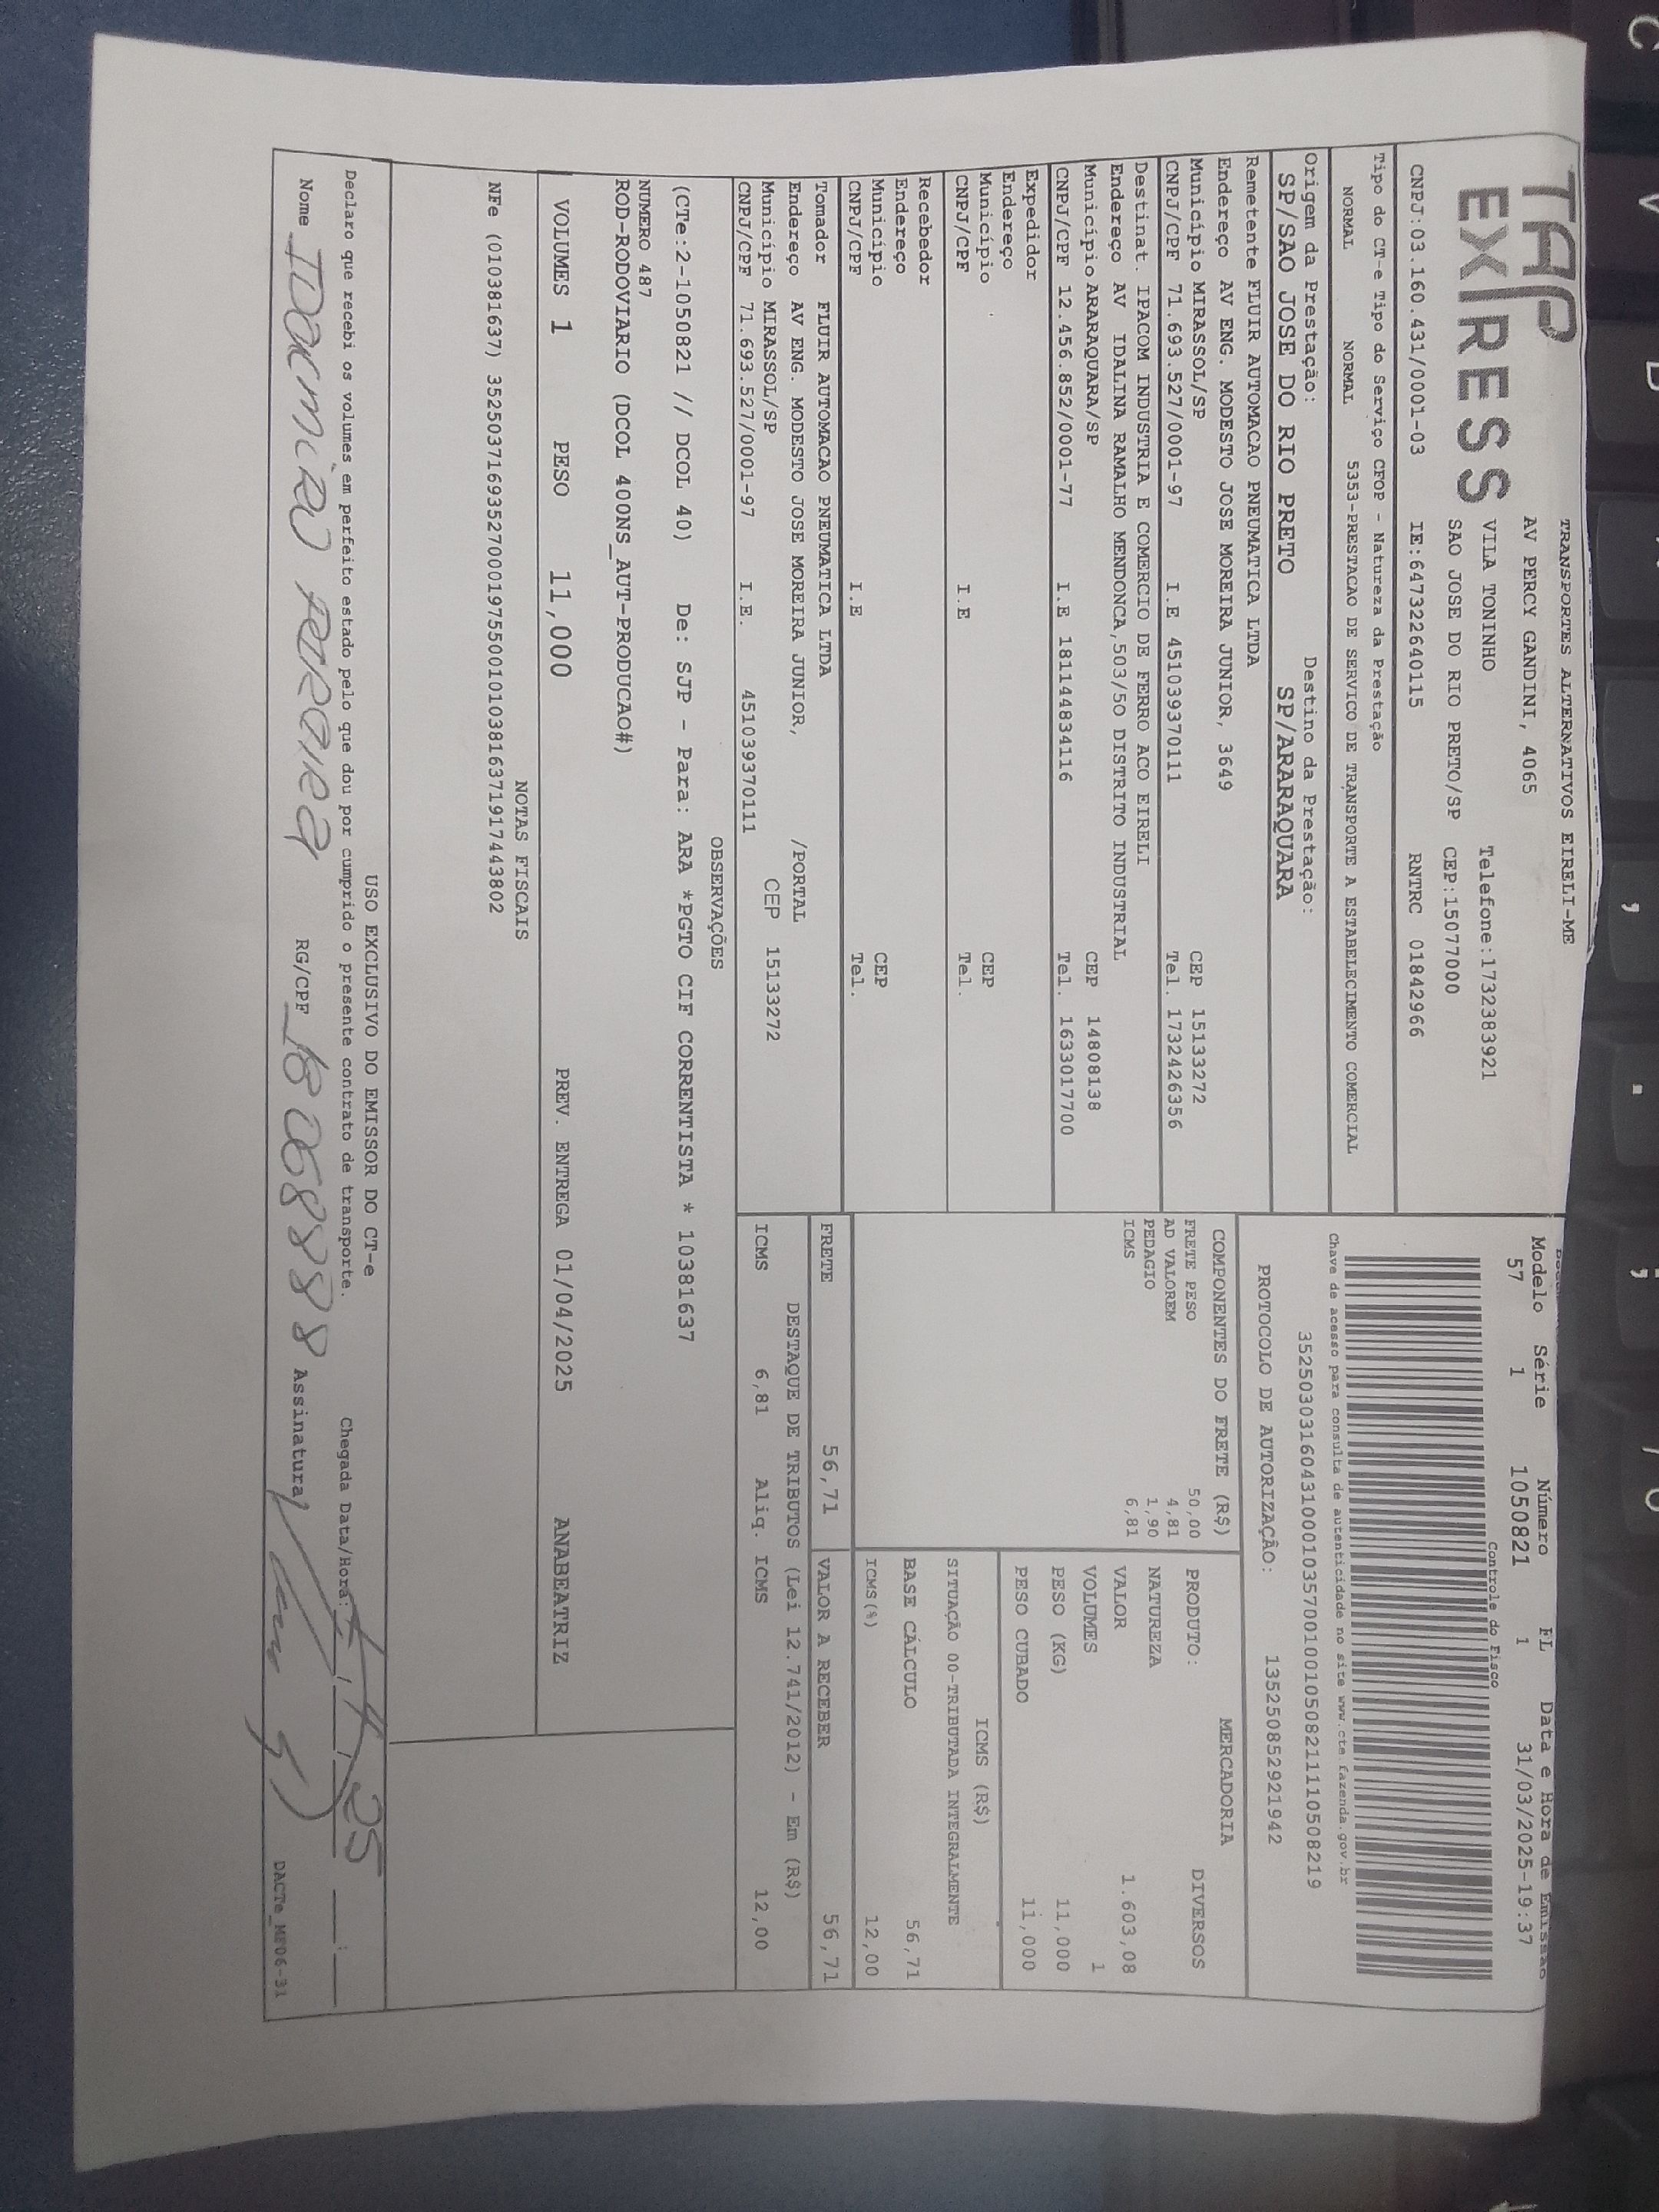 TAP
EXPRESS
TRANSPORTES ALTERNATIVOS EIRELI-ME
AV PERCY GANDINI, 4065
VILA TONINHO Telefone:1732383921
SAO JOSE DO RIO PRETO/SP CEP:15077000
CNPJ:03.160.431/0001-03 IE:647322640115 RNTRC 01842966
Modelo Série Número FL Data e Hora de Emissão
57 1 1050821 1 31/03/2025-19:37
Controle do Fisco
Chave de acesso para consulta de autenticidade no site www.cte.fazenda.gov.br
35250303160431000103570010010508211110508219
PROTOCOLO DE AUTORIZAÇÃO: 135250852921942
Tipo do CT-e Tipo do Serviço CFOP - Natureza da Prestação
NORMAL NORMAL 5353-PRESTACAO DE SERVICO DE TRANSPORTE A ESTABELECIMENTO COMERCIAL
Origem da Prestação: Destino da Prestação:
SP/SAO JOSE DO RIO PRETO SP/ARARAQUARA
Remetente FLUIR AUTOMACAO PNEUMATICA LTDA
Endereço AV ENG. MODESTO JOSE MOREIRA JUNIOR, 3649
Município MIRASSOL/SP CEP 15133272
CNPJ/CPF 71.693.527/0001-97 I.E 451039370111 Tel. 1732426356
Destinat. IPACOM INDUSTRIA E COMERCIO DE FERRO ACO EIRELI
Endereço AV IDALINA RAMALHO MENDONCA,503/50 DISTRITO INDUSTRIAL
Município ARARAQUARA/SP CEP 14808138
CNPJ/CPF 12.456.852/0001-77 I.E 181144834116 Tel. 1633017700
Expedidor
Endereço
Município CEP
CNPJ/CPF I.E Tel.
Recebedor
Endereço
Município CEP
CNPJ/CPF I.E Tel.
Tomador FLUIR AUTOMACAO PNEUMATICA LTDA
Endereço AV ENG. MODESTO JOSE MOREIRA JUNIOR, /PORTAL
Município MIRASSOL/SP CEP 15133272
CNPJ/CPF 71.693.527/0001-97 I.E. 451039370111
COMPONENTES DO FRETE (R$)
FRETE PESO 50,00
AD VALOREM 4,81
PEDAGIO 1,90
ICMS 6,81
MERCADORIA
PRODUTO: DIVERSOS
NATUREZA
VALOR 1.603,08
VOLUMES 1
PESO (KG) 11,000
PESO CUBADO 11,000
ICMS (R$)
SITUAÇÃO 00-TRIBUTADA INTEGRALMENTE
BASE CÁLCULO 56,71
ICMS(%) 12,00
FRETE 56,71 VALOR A RECEBER 56,71
DESTAQUE DE TRIBUTOS (Lei 12.741/2012) - Em (R$)
ICMS 6,81 Aliq. ICMS 12,00
OBSERVAÇÕES
(CTe:2-1050821 // DCOL 40) De: SJP - Para: ARA *PGTO CIF CORRENTISTA * 10381637
NUMERO 487
ROD-RODOVIARIO (DCOL 400NS_AUT-PRODUCAO#)
VOLUMES 1 PESO 11,000 PREV. ENTREGA 01/04/2025 ANABEATRIZ
NOTAS FISCAIS
NFe (010381637) 35250371693527000197550010103816371917443802
USO EXCLUSIVO DO EMISSOR DO CT-e
Declaro que recebi os volumes em perfeito estado pelo que dou por cumprido o presente contrato de transporte. Chegada Data/Hora:
Nome IDacmiRO PeReiRa RG/CPF 18068888 Assinatura
DACTe_MF06-31